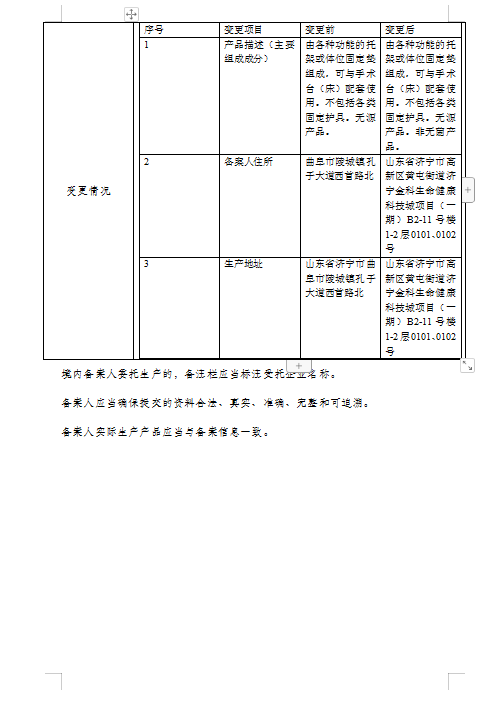 序号 变更项目 变更前 变更后
1 产品描述（主要 由各种功能的托 由各种功能的托
组成成分） 架或体位固定垫 架或体位固定垫
组成，可与手术 组成，可与手术
台（床）配套使 台（床）配套使
用。不包括各类 用。不包括各类
固定护具。无源 固定护具。无源
产品。 产品。非无菌产
品。
2 备案人住所 曲阜市陵城镇孔 山东省济宁市高
子大道西首路北 新区黄屯街道济
变更情况 宁金科生命健康
科技城项目（一
期）B2-11 号楼
1-2 层0101、0102
号
3 生产地址 山东省济宁市曲 山东省济宁市高
阜市陵城镇孔子 新区黄屯街道济
大道西首路北 宁金科生命健康
科技城项目（一
期）B2-11 号楼
1-2 层0101、0102
号
境内备案人委托生产的，备注栏应当标注受托企业名称。
备案人应当确保提交的资料合法、真实、准确、完整和可追溯。
备案人实际生产产品应当与备案信息一致。